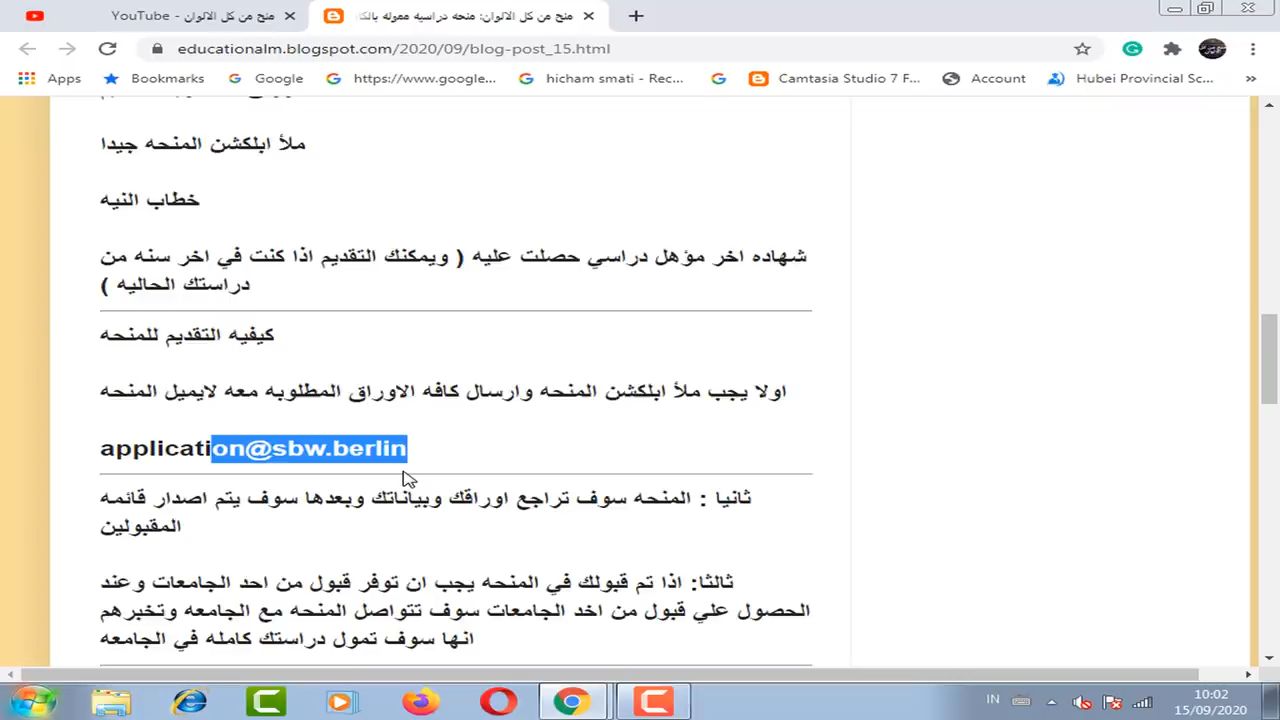 منح من كل الالوان - YouTube
منح من كل الالوان: منحه دراسيه مموله بالكا
educationalm.blogspot.com/2020/09/blog-post_15.html
Apps
Bookmarks
Google
https://www.google...
hicham smati - Rec...
Camtasia Studio 7 F...
Account
Hubei Provincial Sc...
»
ملأ ابلكشن المنحه جيدا
خطاب النيه
شهاده اخر مؤهل دراسي حصلت عليه ( ويمكنك التقديم اذا كنت في اخر سنه من
دراستك الحاليه )
كيفيه التقديم للمنحه
اولا يجب ملأ ابلكشن المنحه وارسال كافه الاوراق المطلوبه معه لايميل المنحه
application@sbw.berlin
ثانيا : المنحه سوف تراجع اوراقك وبياناتك وبعدها سوف يتم اصدار قائمه
المقبولين
ثالثا: اذا تم قبولك في المنحه يجب ان توفر قبول من احد الجامعات وعند
الحصول علي قبول من اخد الجامعات سوف تتواصل المنحه مع الجامعه وتخبرهم
انها سوف تمول دراستك كامله في الجامعه
IN
10:02
15/09/2020